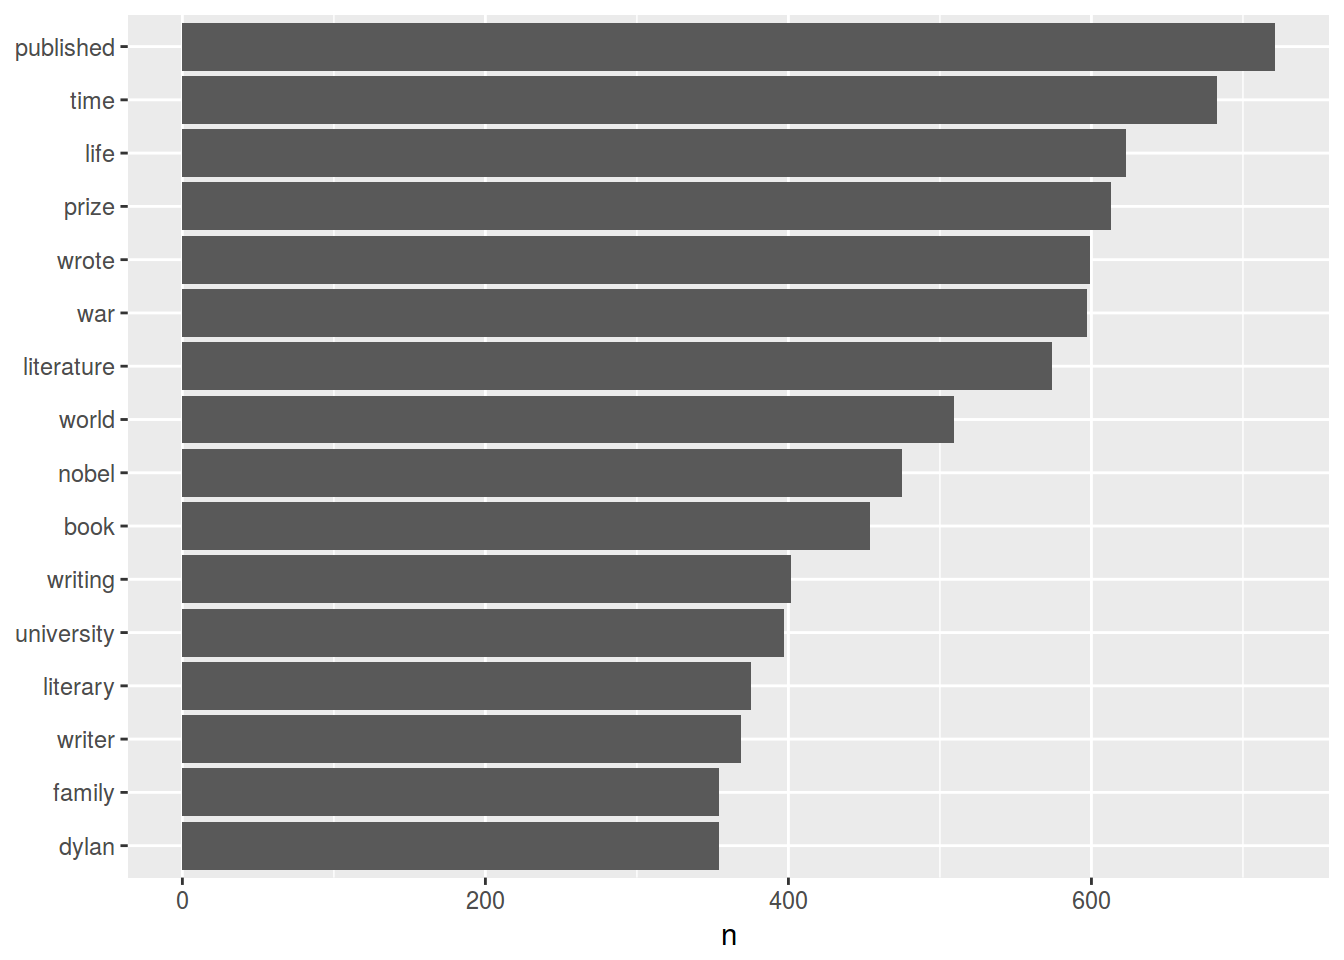 published
time
life
prize
wrote
war
literature
world
nobel
book
writing
university
literary
writer
family
dylan
0 200 400 600
n